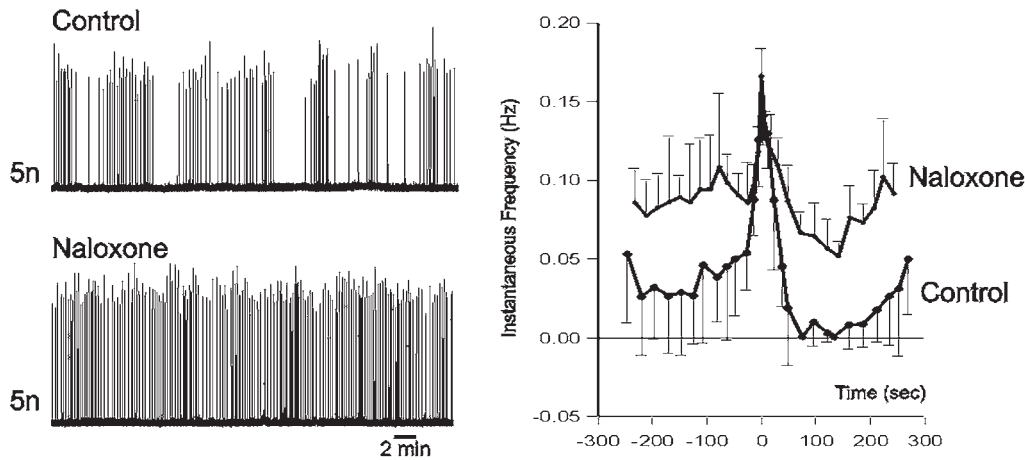 Control
5n
Naloxone
5n
2 min
Instantaneous Frequency (Hz)
0.20
0.15
0.10
0.05
0.00
-0.05
-300 -200 -100 0 100 200 300
Time (sec)
Naloxone
Control